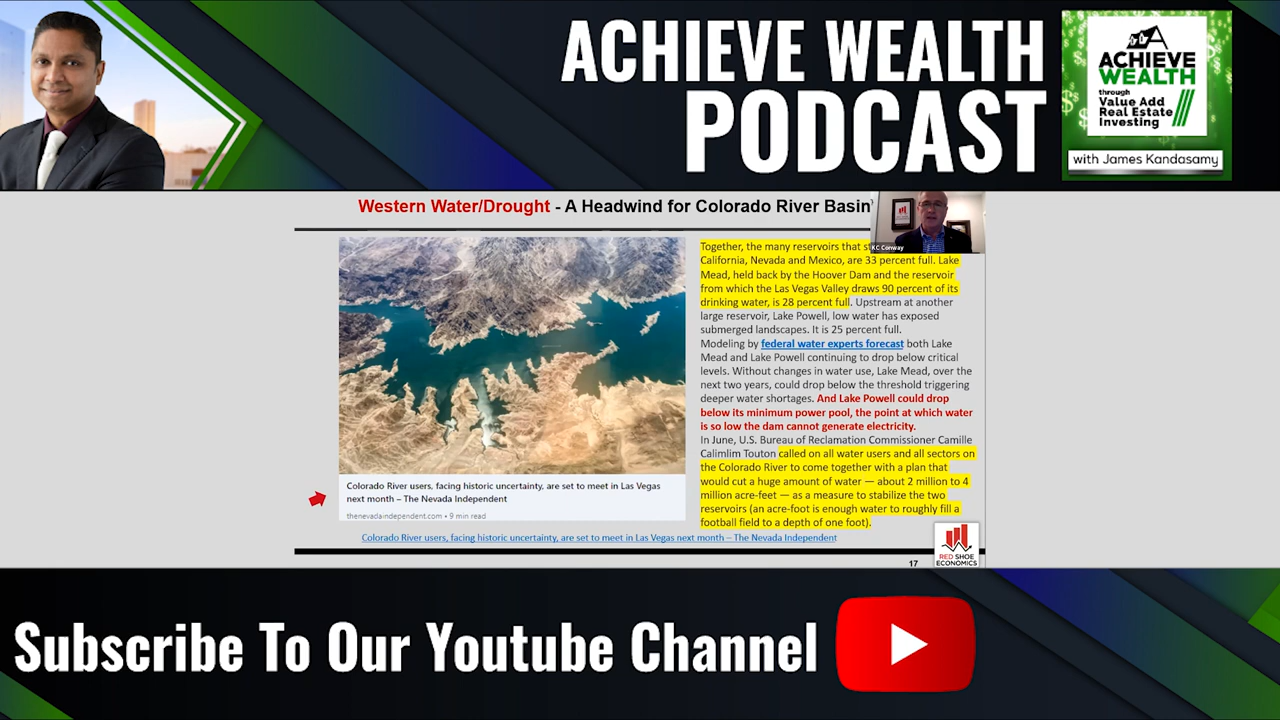 ACHIEVE WEALTH
PODCAST
ACHIEVE
WEALTH
through
Value Add
Real Estate
Investing
with James Kandasamy
Western Water/Drought - A Headwind for Colorado River Basin
KC Conway
Together, the many reservoirs that
California, Nevada and Mexico, are 33 percent full. Lake
Mead, held back by the Hoover Dam and the reservoir
from which the Las Vegas Valley draws 90 percent of its
drinking water, is 28 percent full. Upstream at another
large reservoir, Lake Powell, low water has exposed
submerged landscapes. It is 25 percent full.
Modeling by federal water experts forecast both Lake
Mead and Lake Powell continuing to drop below critical
levels. Without changes in water use, Lake Mead, over the
next two years, could drop below the threshold triggering
deeper water shortages. And Lake Powell could drop
below its minimum power pool, the point at which water
is so low the dam cannot generate electricity.
In June, U.S. Bureau of Reclamation Commissioner Camille
Calimlim Touton called on all water users and all sectors on
the Colorado River to come together with a plan that
would cut a huge amount of water — about 2 million to 4
million acre-feet — as a measure to stabilize the two
reservoirs (an acre-foot is enough water to roughly fill a
football field to a depth of one foot).
Colorado River users, facing historic uncertainty, are set to meet in Las Vegas
next month – The Nevada Independent
thenevadaindependent.com • 9 min read
Colorado River users, facing historic uncertainty, are set to meet in Las Vegas next month – The Nevada Independent
RED SHOE
ECONOMICS
17
Subscribe To Our Youtube Channel